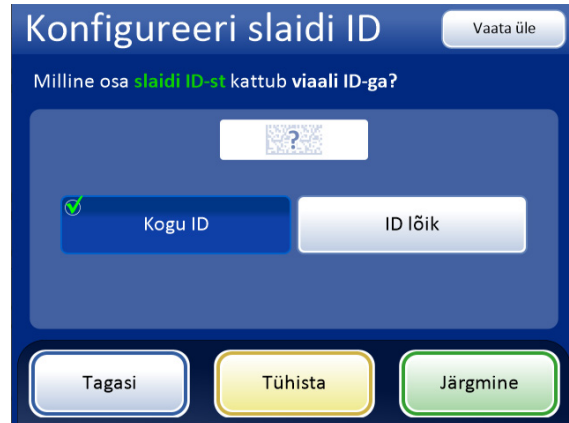 Konfigureeri slaidi ID
Vaata üle
Milline osa slaidi ID-st kattub viaali ID-ga?
?
Kogu ID
ID lõik
Tagasi
Tühista
Järgmine